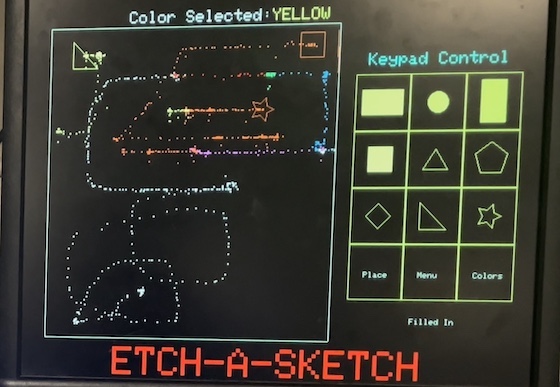 Color Selected:YELLOW
Keypad Control
Place
Menu
Colors
Filled In
ETCH-A-SKETCH